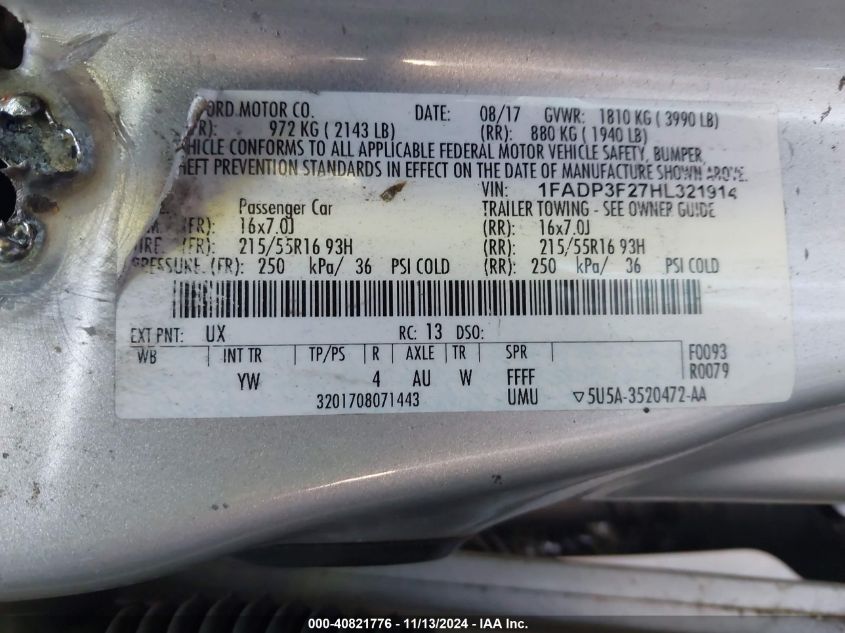 FORD MOTOR CO. DATE: 08/17 GVWR: 1810 KG ( 3990 LB)
972 KG ( 2143 LB) (RR): 880 KG ( 1940 LB)
VEHICLE CONFORMS TO ALL APPLICABLE FEDERAL MOTOR VEHICLE SAFETY, BUMPER,
THEFT PREVENTION STANDARDS IN EFFECT ON THE DATE OF MANUFACTURE SHOWN ABOVE.
VIN: 1FADP3F27HL321914
Passenger Car TRAILER TOWING - SEE OWNER GUIDE
(FR): 16x7.0J (RR): 16x7.0J
(FR): 215/55R16 93H (RR): 215/55R16 93H
PRESSURE (FR): 250 kPa/ 36 PSI COLD (RR): 250 kPa/ 36 PSI COLD
EXT PNT: UX RC: 13 DSO:
WB INT TR TP/PS R AXLE TR SPR F0093
YW 4 AU W FFFF R0079
3201708071443 UMU ▽5U5A-3520472-AA
000-40821776 - 11/13/2024 - IAA Inc.